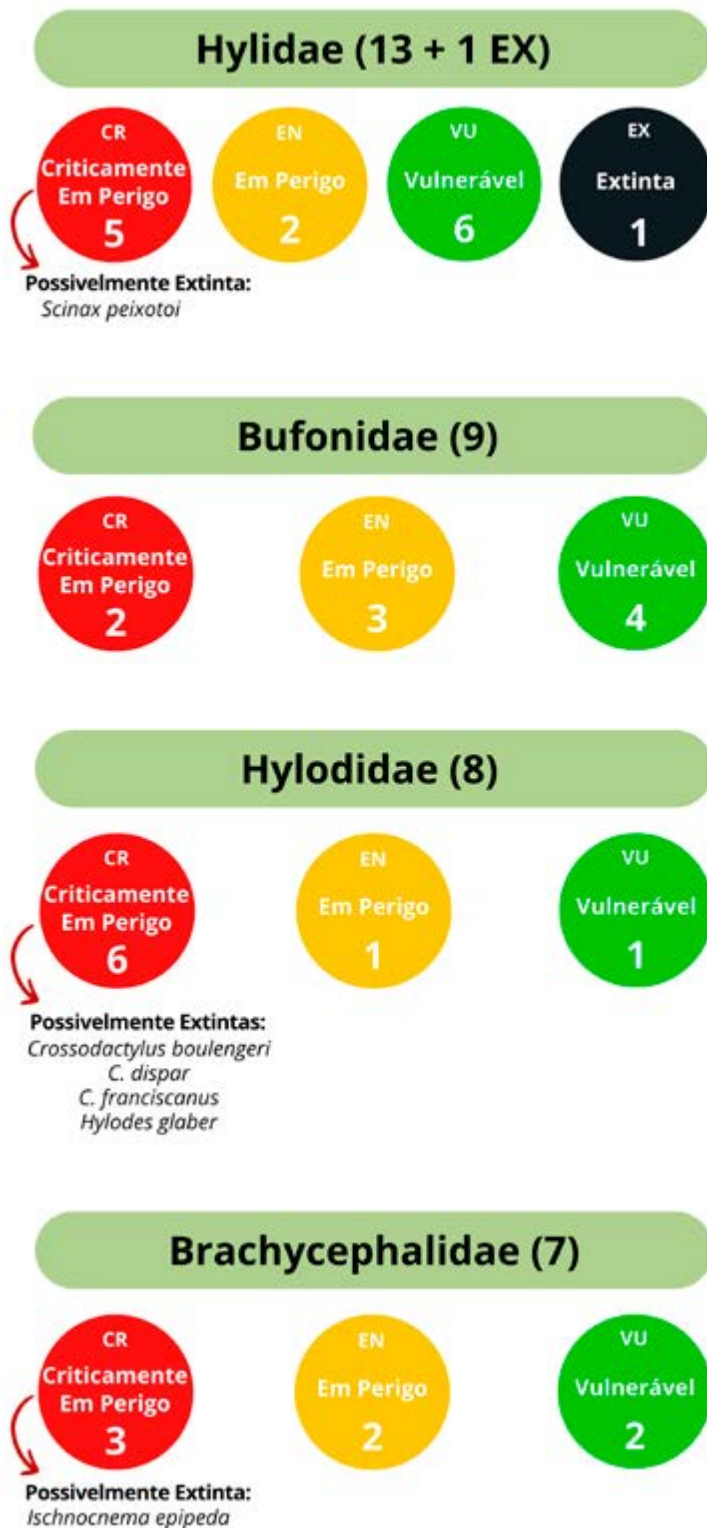 Hylidae (13 + 1 EX)
CR
Criticamente
Em Perigo
5
EN
Em Perigo
2
VU
Vulnerável
6
EX
Extinta
1
Possivelmente Extinta:
Scinax peixotoi
Bufonidae (9)
CR
Criticamente
Em Perigo
2
EN
Em Perigo
3
VU
Vulnerável
4
Hylodidae (8)
CR
Criticamente
Em Perigo
6
EN
Em Perigo
1
VU
Vulnerável
1
Possivelmente Extintas:
Crossodactylus boulengeri
C. dispar
C. franciscanus
Hylodes glaber
Brachycephalidae (7)
CR
Criticamente
Em Perigo
3
EN
Em Perigo
2
VU
Vulnerável
2
Possivelmente Extinta:
Ischnocnema epipeda